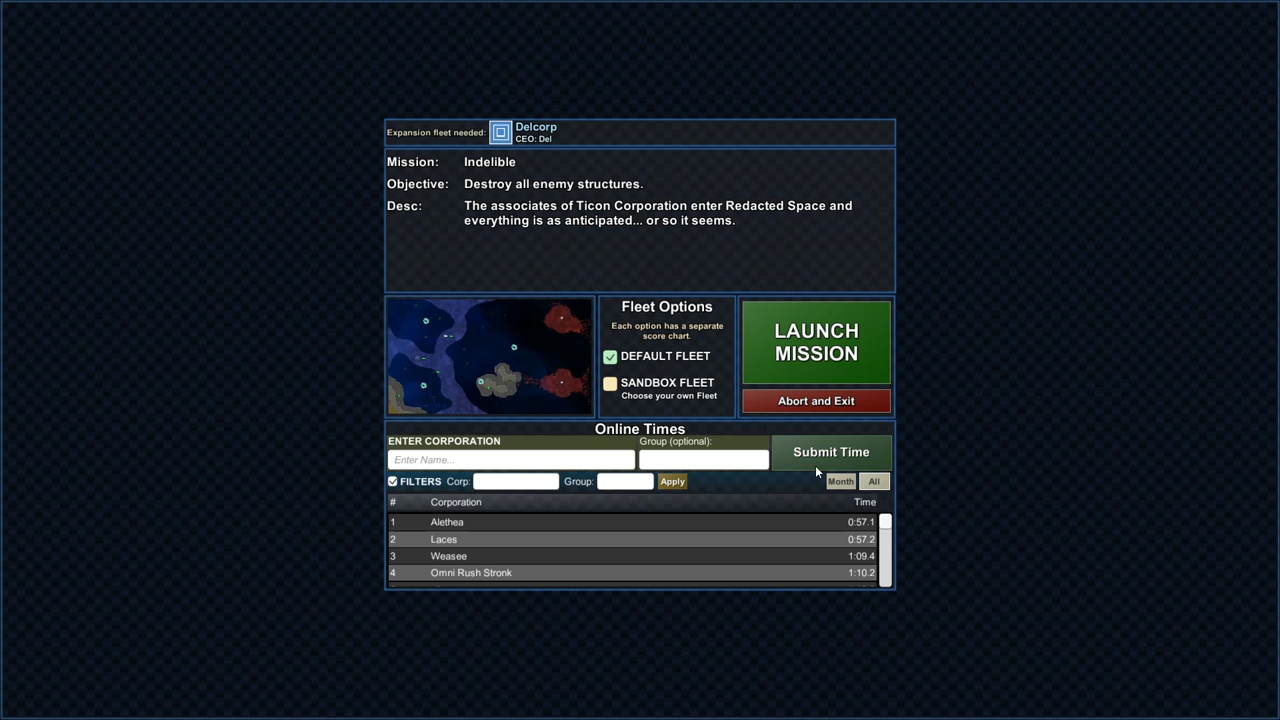 Expansion fleet needed:
Delcorp
CEO: Del
Mission: Indelible
Objective: Destroy all enemy structures.
Desc: The associates of Ticon Corporation enter Redacted Space and
everything is as anticipated... or so it seems.
Fleet Options
Each option has a separate
score chart.
DEFAULT FLEET
SANDBOX FLEET
Choose your own Fleet
LAUNCH
MISSION
Abort and Exit
Online Times
ENTER CORPORATION
Group (optional):
Enter Name...
Submit Time
FILTERS Corp: Group: Apply Month All
# Corporation Time
1 Alethea 0:57.1
2 Laces 0:57.2
3 Weasee 1:09.4
4 Omni Rush Stronk 1:10.2